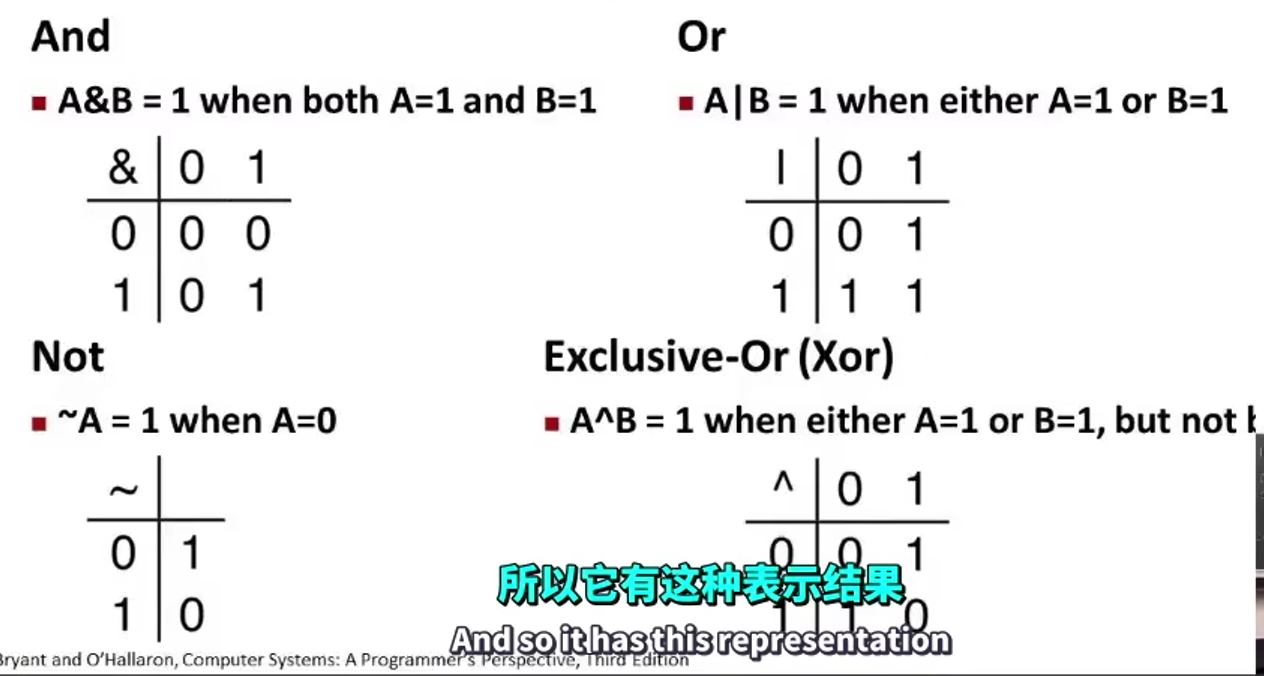 And
■ A&B = 1 when both A=1 and B=1
& 0 1
0 0 0
1 0 1
Or
■ A|B = 1 when either A=1 or B=1
| 0 1
0 0 1
1 1 1
Not
■ ~A = 1 when A=0
~
0 1
1 0
Exclusive-Or (Xor)
■ A^B = 1 when either A=1 or B=1, but not
^ 0 1
0 0 1
1 1 0
所以它有这种表示结果
And so it has this representation
Bryant and O'Hallaron, Computer Systems: A Programmer's Perspective, Third Edition